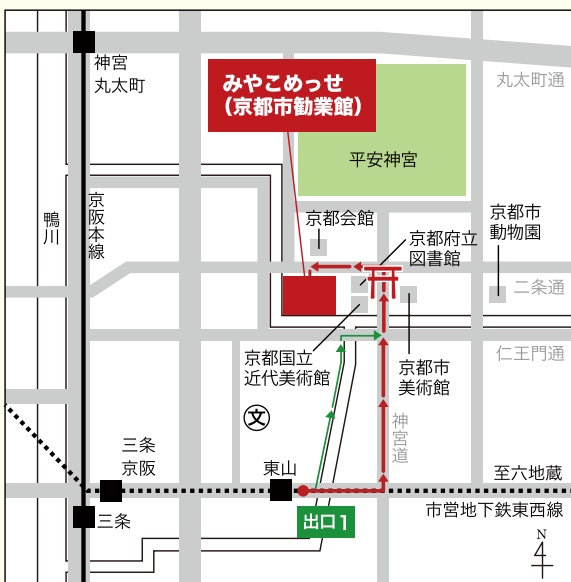 神宮
丸太町
みやこめっせ
(京都市勧業館)
丸太町通
平安神宮
鴨川
京阪本線
京都会館
京都府立
図書館
京都市
動物園
二条通
京都国立
近代美術館
京都市
美術館
仁王門通
文
神宮道
三条
京阪
東山
至六地蔵
三条
出口1
市営地下鉄東西線
N